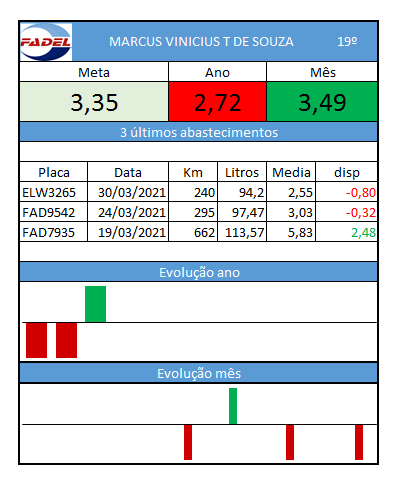 FADEL MARCUS VINICIUS T DE SOUZA 19º
Meta Ano Mês
3,35 2,72 3,49
3 últimos abastecimentos
Placa Data Km Litros Media disp
ELW3265 30/03/2021 240 94,2 2,55 -0,80
FAD9542 24/03/2021 295 97,47 3,03 -0,32
FAD7935 19/03/2021 662 113,57 5,83 2,48
Evolução ano
Evolução mês